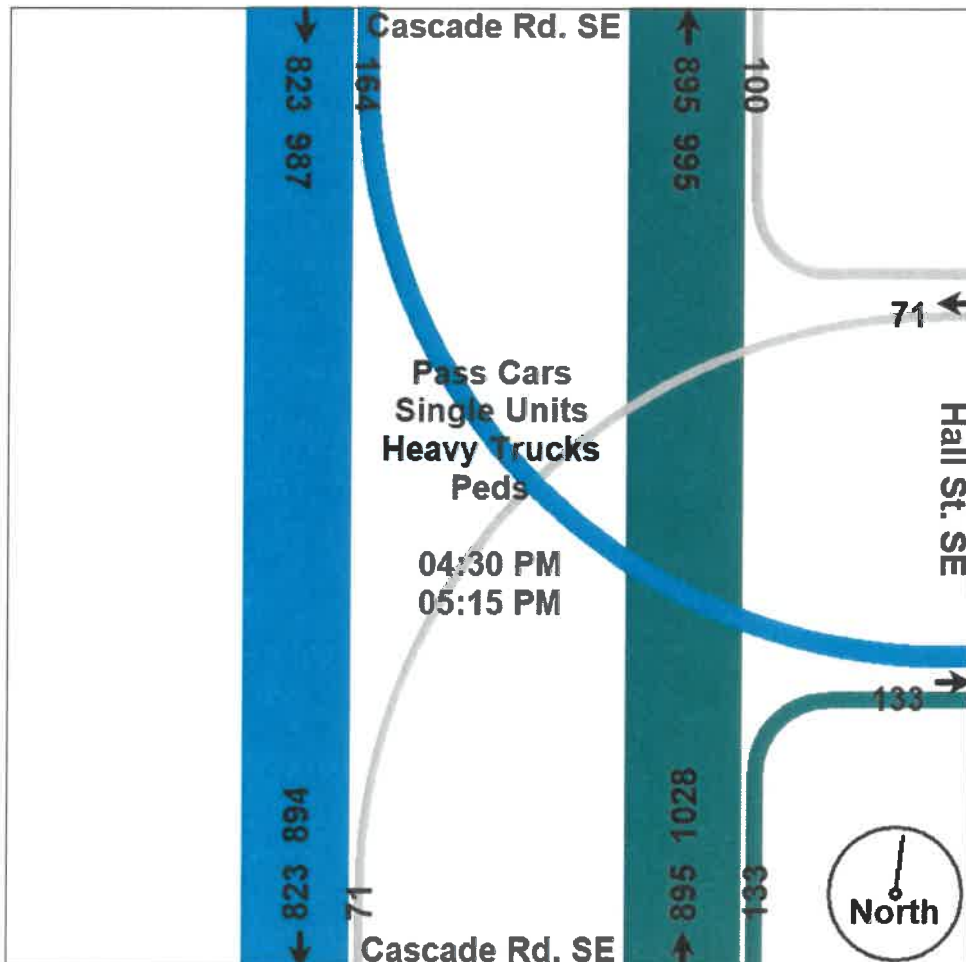 Cascade Rd. SE
823 987
164
895 995
100
71
Pass Cars
Single Units
Heavy Trucks
Peds
Hall St. SE
04:30 PM
05:15 PM
133
823 894
71
895 1028
133
North
Cascade Rd. SE